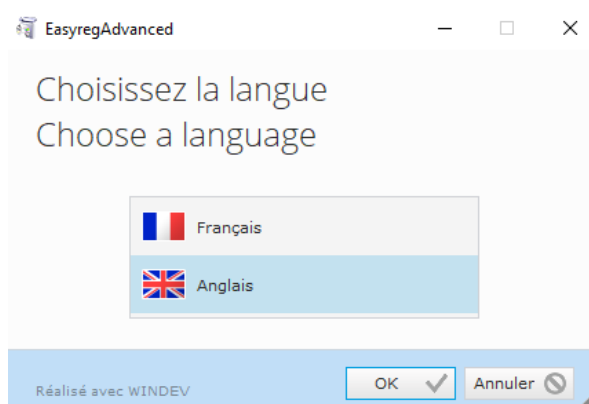 EasyregAdvanced
Choisissez la langue
Choose a language
Français
Anglais
Réalisé avec WINDEV
OK
Annuler